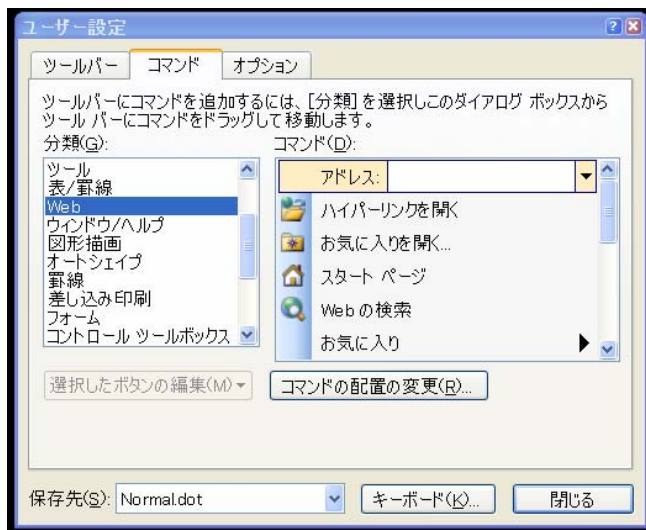 ユーザー設定
ツールバー コマンド オプション
ツールバーにコマンドを追加するには、[分類] を選択しこのダイアログ ボックスから
ツール バーにコマンドをドラッグして移動します。
分類(G): コマンド(D):
ツール
表/罫線
Web
ウィンドウ/ヘルプ
図形描画
オートシェイプ
罫線
差し込み印刷
フォーム
コントロール ツールボックス
アドレス:
ハイパーリンクを開く
お気に入りを開く...
スタート ページ
Web の検索
お気に入り
選択したボタンの編集(M) コマンドの配置の変更(R)...
保存先(S): Normal.dot キーボード(K)... 閉じる